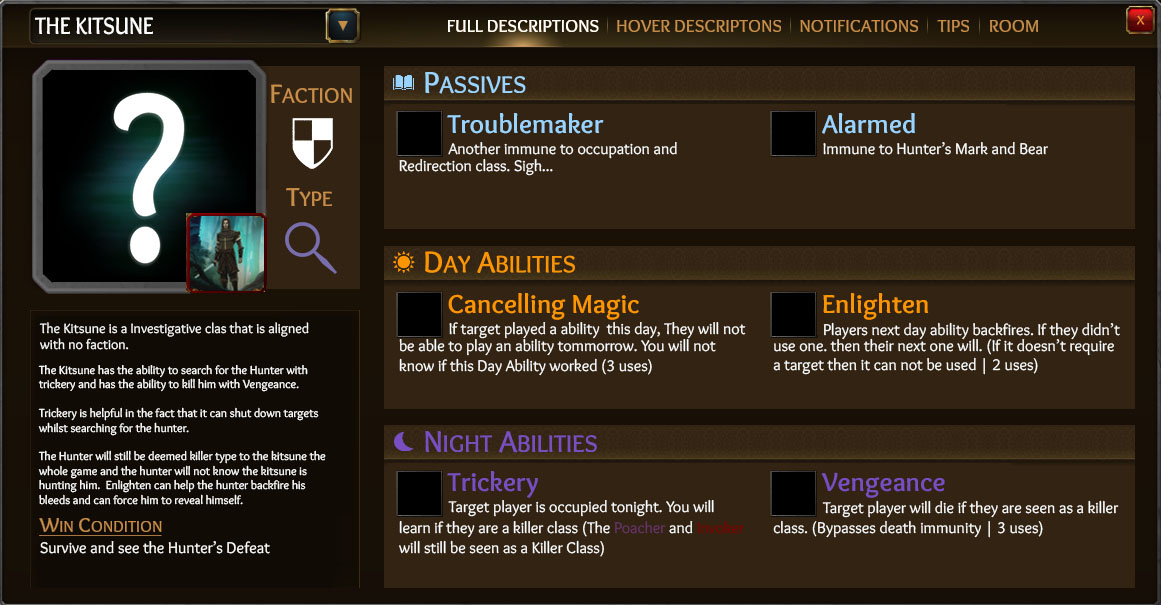 THE KITSUNE
FULL DESCRIPTIONS
HOVER DESCRIPTONS
NOTIFICATIONS
TIPS
ROOM
X
?
FACTION
TYPE
The Kitsune is a Investigative clas that is aligned
with no faction.
The Kitsune has the ability to search for the Hunter with
trickery and has the ability to kill him with Vengeance.
Trickery is helpful in the fact that it can shut down targets
whilst searching for the hunter.
The Hunter will still be deemed killer type to the kitsune the
whole game and the hunter will not know the kitsune is
hunting him. Enlighten can help the hunter backfire his
bleeds and can force him to reveal himself.
WIN CONDITION
Survive and see the Hunter's Defeat
PASSIVES
Troublemaker
Another immune to occupation and
Redirection class. Sigh...
Alarmed
Immune to Hunter's Mark and Bear
DAY ABILITIES
Cancelling Magic
If target played a ability this day, They will not
be able to play an ability tommorrow. You will not
know if this Day Ability worked (3 uses)
Enlighten
Players next day ability backfires. If they didn't
use one. then their next one will. (If it doesn't require
a target then it can not be used | 2 uses)
NIGHT ABILITIES
Trickery
Target player is occupied tonight. You will
learn if they are a killer class (The Poacher and Hunter
will still be seen as a Killer Class)
Vengeance
Target player will die if they are seen as a killer
class. (Bypasses death immunity | 3 uses)